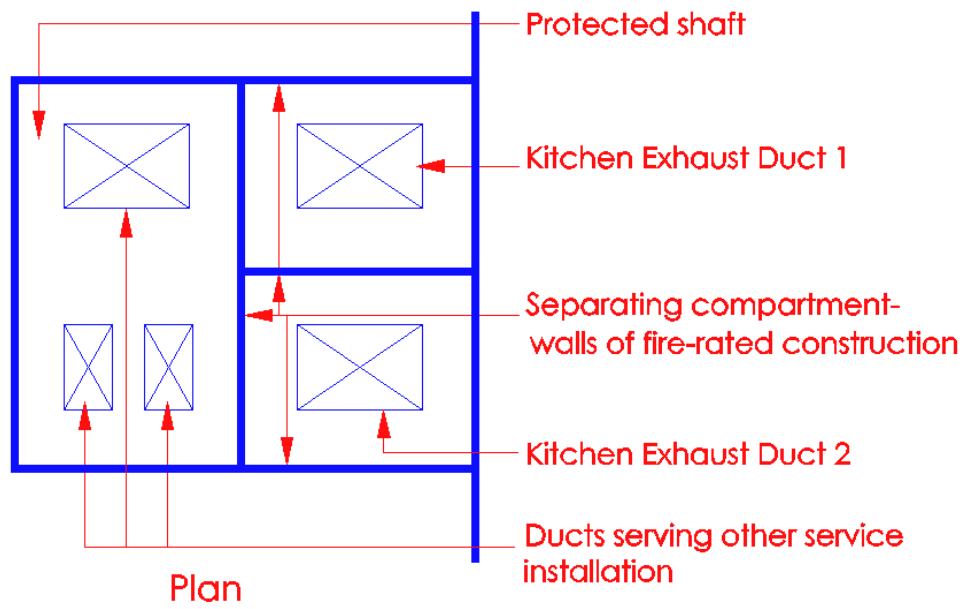 Protected shaft
Kitchen Exhaust Duct 1
Separating compartment-
walls of fire-rated construction
Kitchen Exhaust Duct 2
Ducts serving other service
installation
Plan